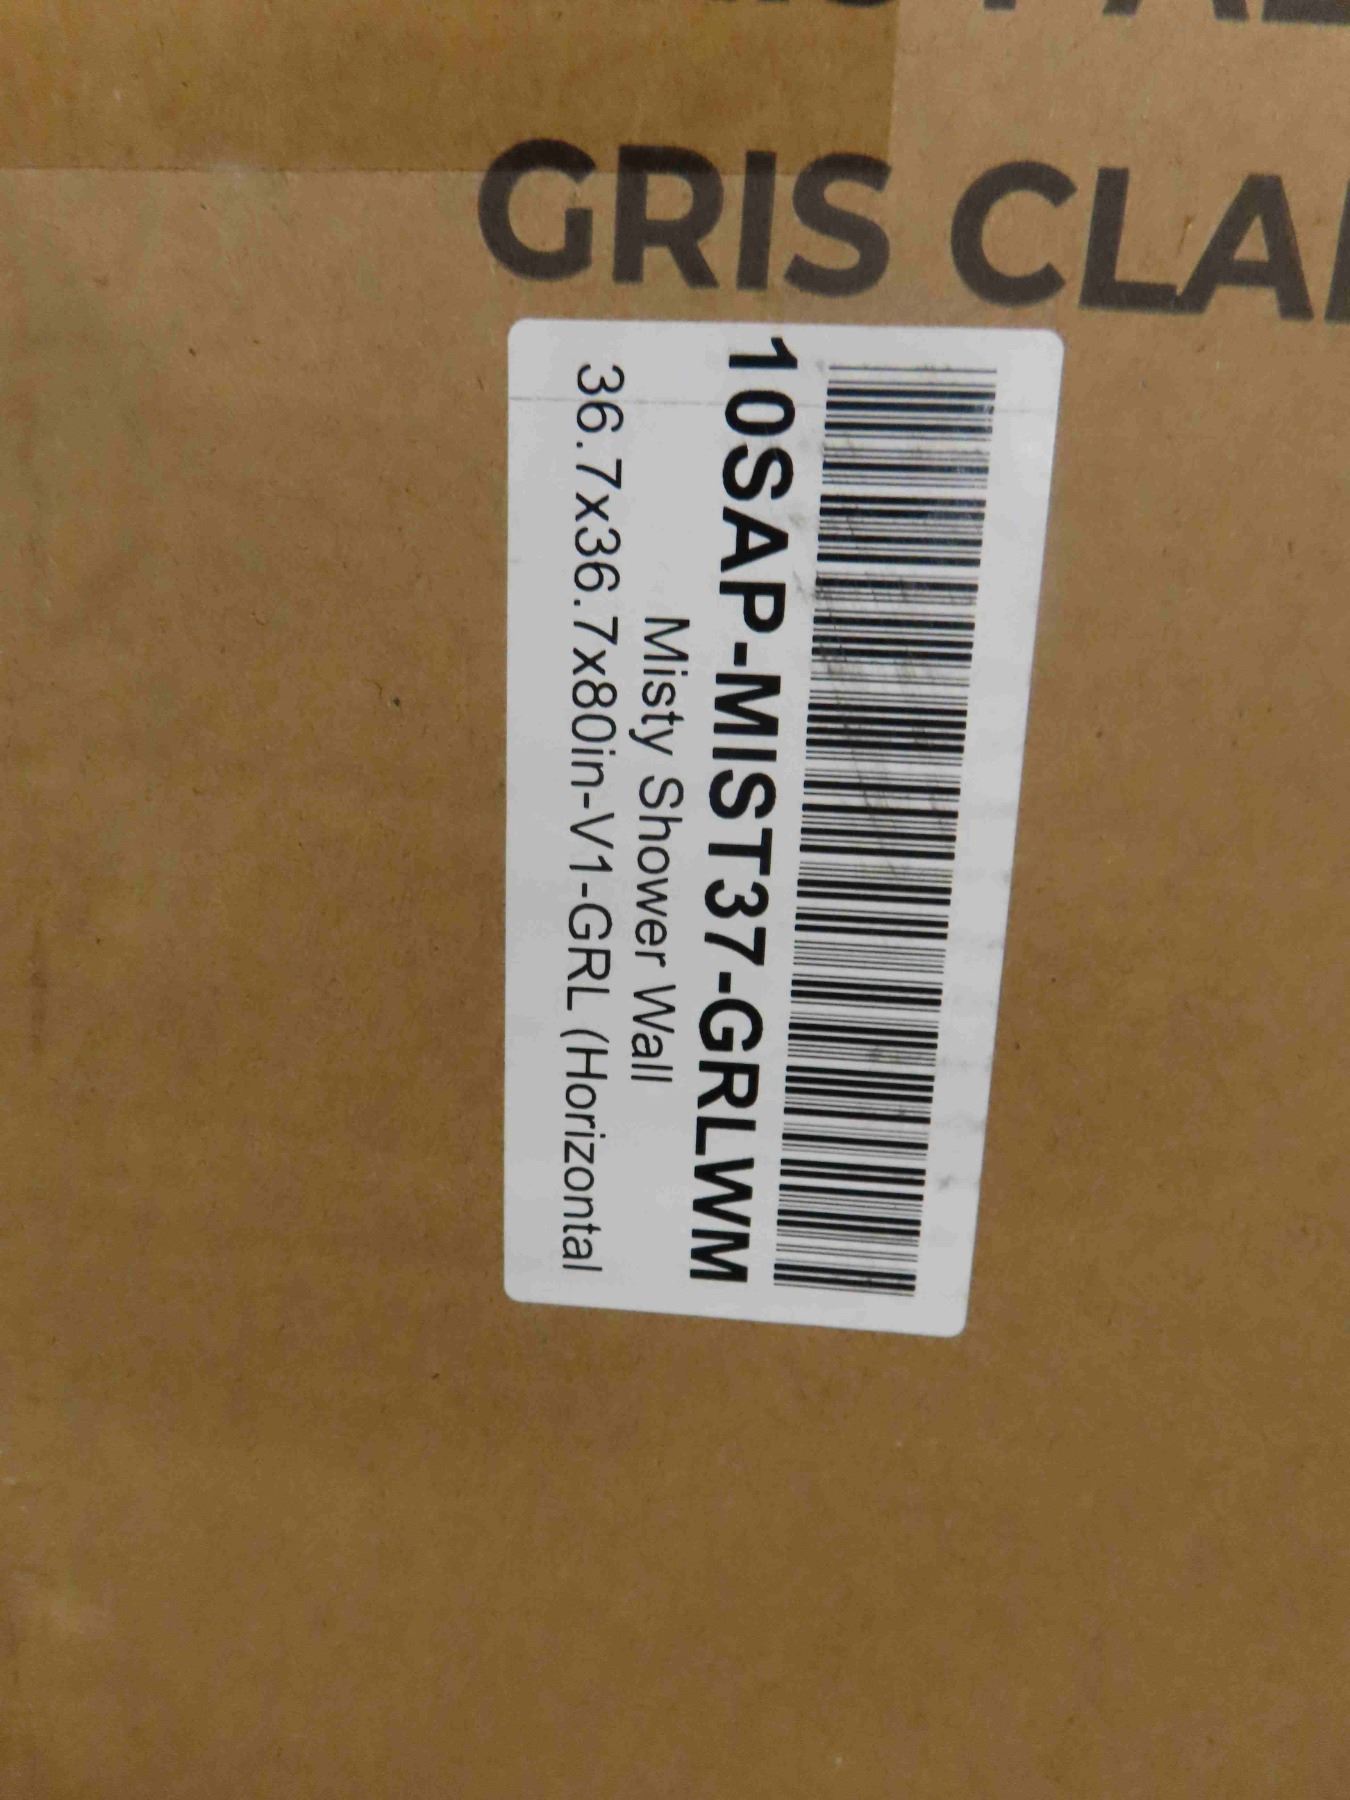 GRIS CLA
10SAP-MIST37-GRLWM
Misty Shower Wall
36.7x36.7x80in-V1-GRL (Horizontal